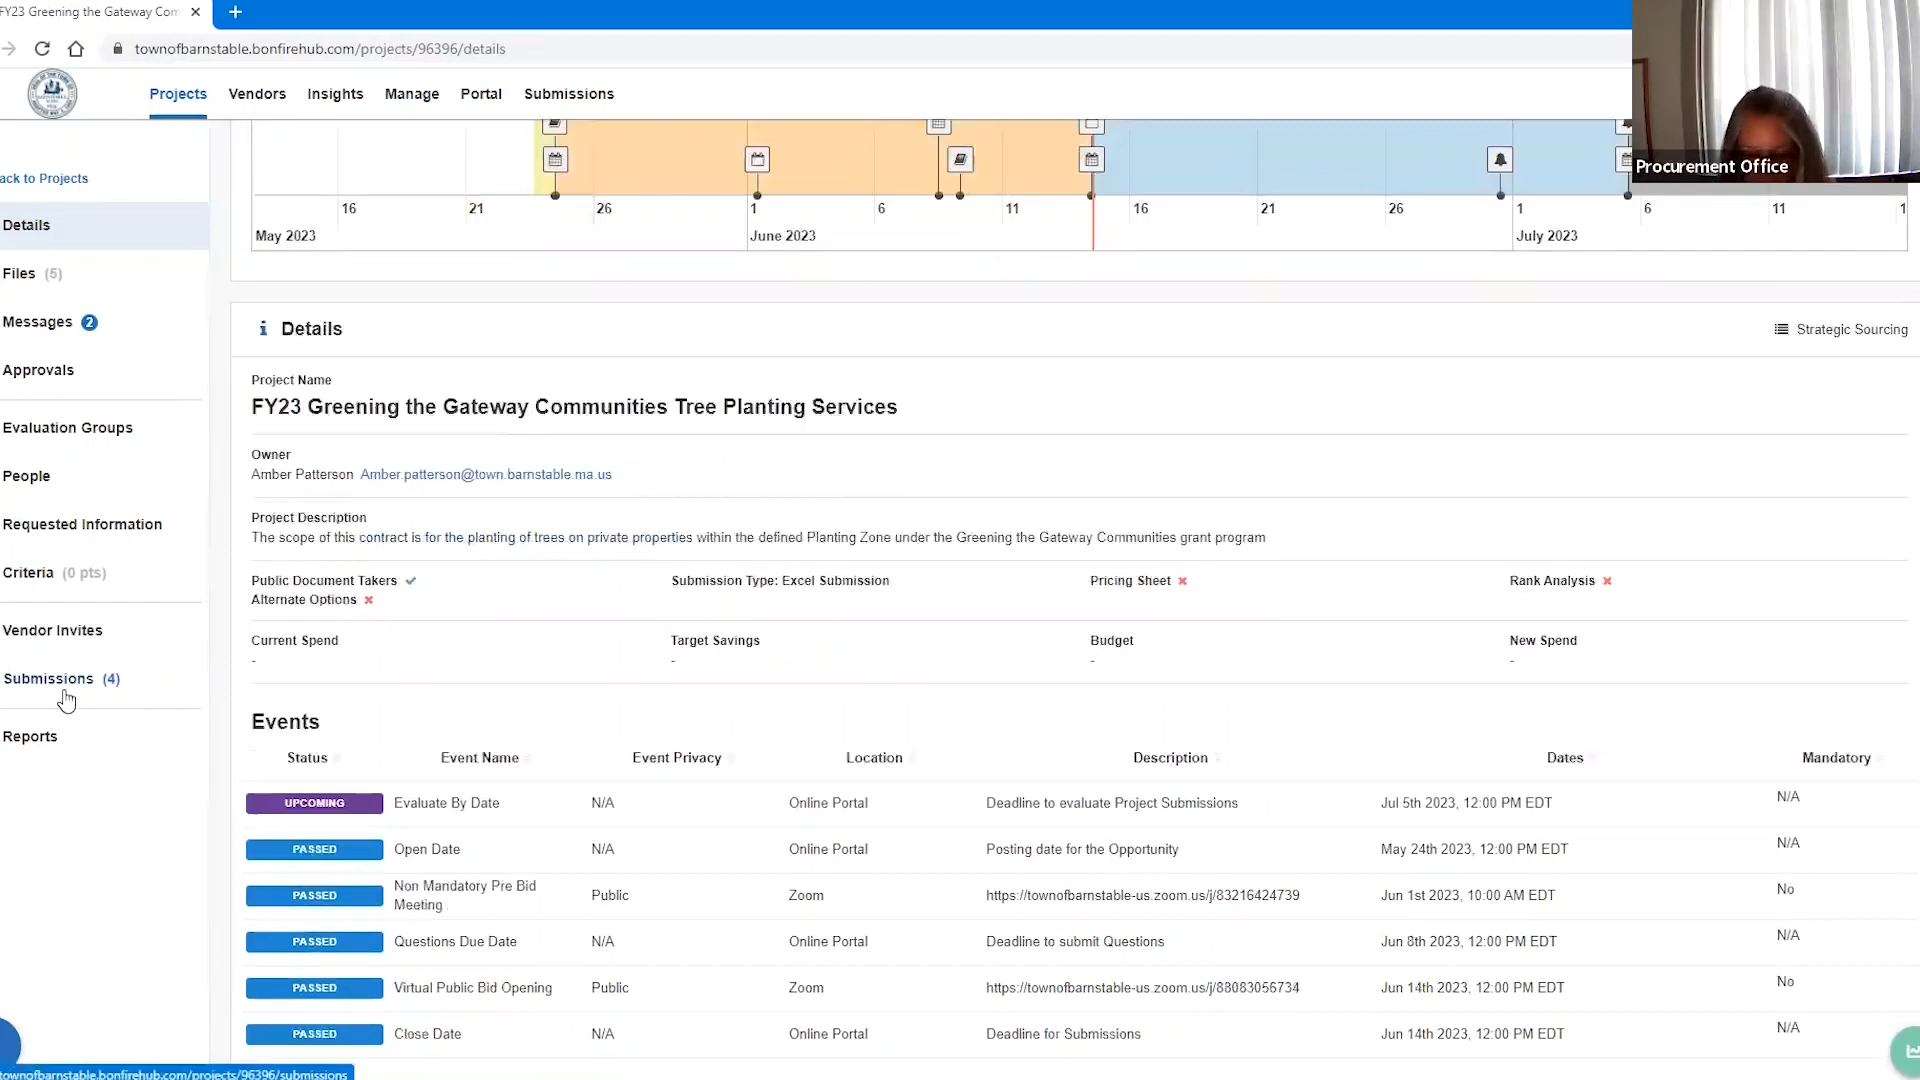 FY23 Greening the Gateway Com
townofbarnstable.bonfirehub.com/projects/96396/details
Projects Vendors Insights Manage Portal Submissions
Procurement Office
ack to Projects
16 21 26 1 6 11 16 21 26 1 6 11 1
May 2023 June 2023 July 2023
Details
Files (5)
Messages 2
Approvals
Evaluation Groups
People
Requested Information
Criteria (0 pts)
Vendor Invites
Submissions (4)
Reports
Details Strategic Sourcing
Project Name
FY23 Greening the Gateway Communities Tree Planting Services
Owner
Amber Patterson Amber.patterson@town.barnstable.ma.us
Project Description
The scope of this contract is for the planting of trees on private properties within the defined Planting Zone under the Greening the Gateway Communities grant program
Public Document Takers Submission Type: Excel Submission Pricing Sheet Rank Analysis
Alternate Options
Current Spend Target Savings Budget New Spend
- - - -
Events
Status Event Name Event Privacy Location Description Dates Mandatory
UPCOMING Evaluate By Date N/A Online Portal Deadline to evaluate Project Submissions Jul 5th 2023, 12:00 PM EDT N/A
PASSED Open Date N/A Online Portal Posting date for the Opportunity May 24th 2023, 12:00 PM EDT N/A
PASSED Non Mandatory Pre Bid Public Zoom https://townofbarnstable-us.zoom.us/j/83216424739 Jun 1st 2023, 10:00 AM EDT No
Meeting
PASSED Questions Due Date N/A Online Portal Deadline to submit Questions Jun 8th 2023, 12:00 PM EDT N/A
PASSED Virtual Public Bid Opening Public Zoom https://townofbarnstable-us.zoom.us/j/88083056734 Jun 14th 2023, 12:00 PM EDT No
PASSED Close Date N/A Online Portal Deadline for Submissions Jun 14th 2023, 12:00 PM EDT N/A
townofbarnstable.bonfirehub.com/projects/96396/submissions